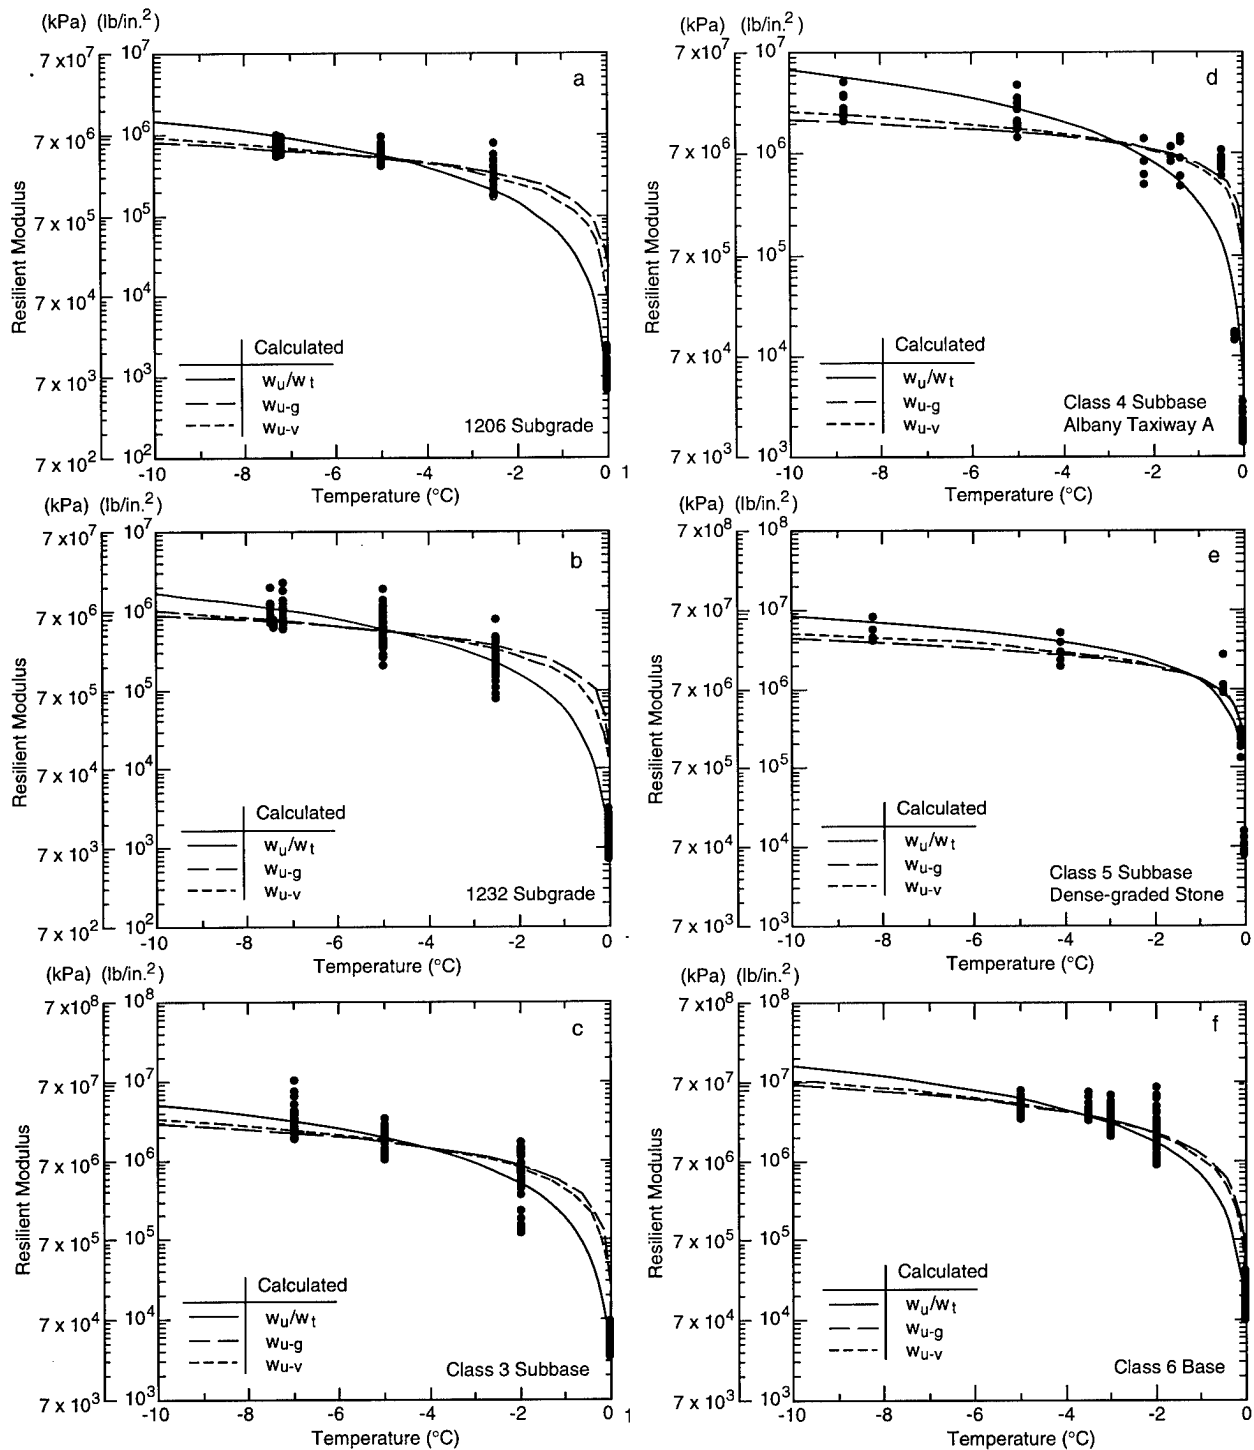 (kPa) (lb/in.²)
7 x10⁷ 10⁷
7 x 10⁶ 10⁶
7 x 10⁵ 10⁵
7 x 10⁴ 10⁴
7 x 10³ 10³
7 x 10² 10²
Resilient Modulus
a
Calculated
wu/wt
wu-g
wu-v
1206 Subgrade
-10 -8 -6 -4 -2 0 1
Temperature (°C)
(kPa) (lb/in.²)
7 x10⁷ 10⁷
7 x 10⁶ 10⁶
7 x 10⁵ 10⁵
7 x 10⁴ 10⁴
7 x 10³ 10³
7 x 10² 10²
Resilient Modulus
b
Calculated
wu/wt
wu-g
wu-v
1232 Subgrade
-10 -8 -6 -4 -2 0
Temperature (°C)
(kPa) (lb/in.²)
7 x10⁸ 10⁸
7 x 10⁷ 10⁷
7 x 10⁶ 10⁶
7 x 10⁵ 10⁵
7 x 10⁴ 10⁴
7 x 10³ 10³
Resilient Modulus
c
Calculated
wu/wt
wu-g
wu-v
Class 3 Subbase
-10 -8 -6 -4 -2 0 1
Temperature (°C)
(kPa) (lb/in.²)
7 x 10⁷ 10⁷
7 x 10⁶ 10⁶
7 x 10⁵ 10⁵
7 x 10⁴ 10⁴
7 x 10³ 10³
Resilient Modulus
d
Calculated
wu/wt
wu-g
wu-v
Class 4 Subbase
Albany Taxiway A
-10 -8 -6 -4 -2 0
Temperature (°C)
(kPa) (lb/in.²)
7 x 10⁸ 10⁸
7 x 10⁷ 10⁷
7 x 10⁶ 10⁶
7 x 10⁵ 10⁵
7 x 10⁴ 10⁴
7 x 10³ 10³
Resilient Modulus
e
Calculated
wu/wt
wu-g
wu-v
Class 5 Subbase
Dense-graded Stone
-10 -8 -6 -4 -2 0
Temperature (°C)
(kPa) (lb/in.²)
7 x 10⁸ 10⁸
7 x 10⁷ 10⁷
7 x 10⁶ 10⁶
7 x 10⁵ 10⁵
7 x 10⁴ 10⁴
7 x 10³ 10³
Resilient Modulus
f
Calculated
wu/wt
wu-g
wu-v
Class 6 Base
-10 -8 -6 -4 -2 0
Temperature (°C)